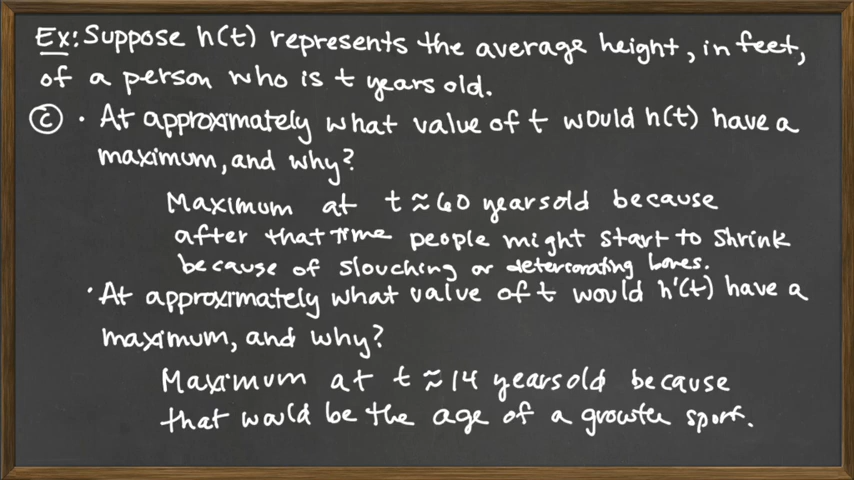 Ex: Suppose h(t) represents the average height, in feet,
of a person who is t years old.
(c) · At approximately what value of t would h(t) have a
maximum, and why?
Maximum at t ≈ 60 years old because
after that time people might start to shrink
because of slouching or deteriorating bones.
· At approximately what value of t would h'(t) have a
maximum, and why?
Maximum at t ≈ 14 years old because
that would be the age of a growth spurt.